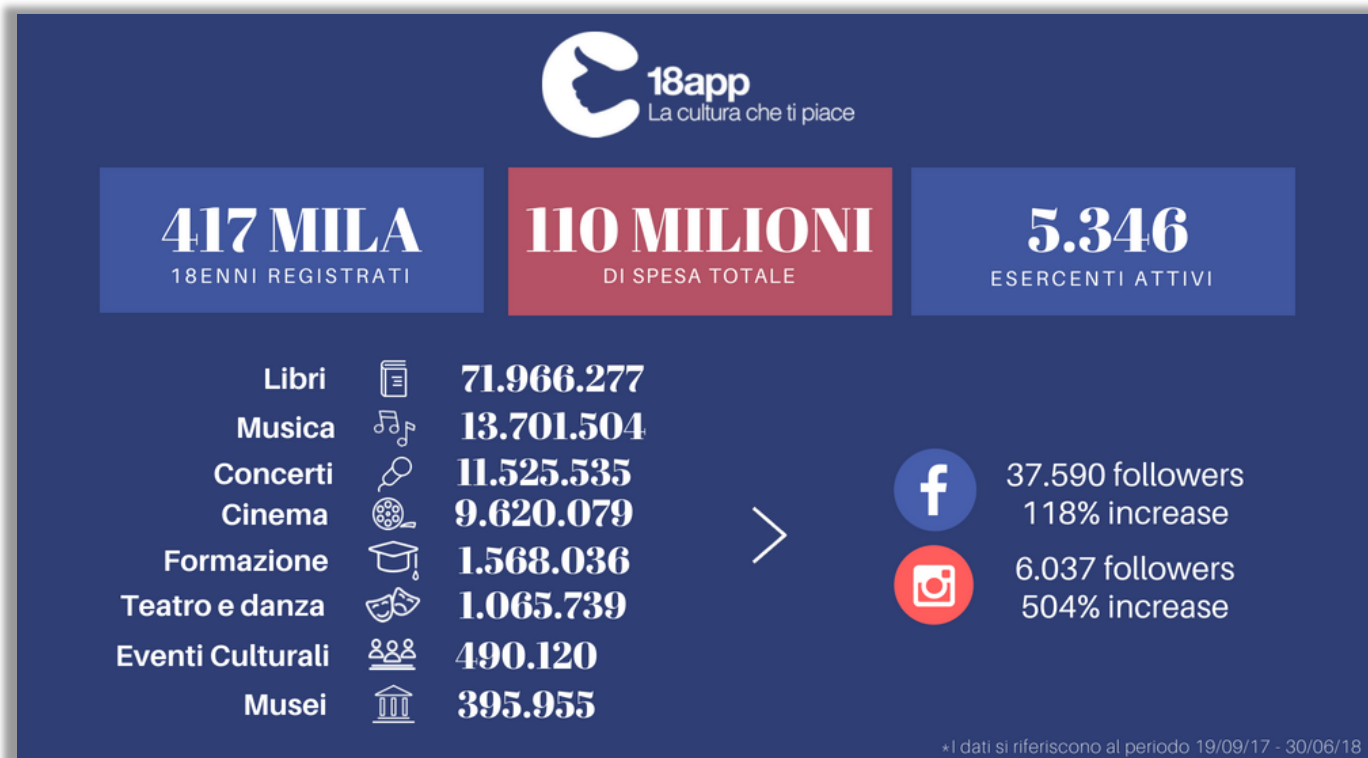 18app
La cultura che ti piace
417 MILA
18ENNI REGISTRATI
110 MILIONI
DI SPESA TOTALE
5.346
ESERCENTI ATTIVI
Libri 71.966.277
Musica 13.701.504
Concerti 11.525.535
Cinema 9.620.079
Formazione 1.568.036
Teatro e danza 1.065.739
Eventi Culturali 490.120
Musei 395.955
37.590 followers
118% increase
6.037 followers
504% increase
*I dati si riferiscono al periodo 19/09/17 - 30/06/18